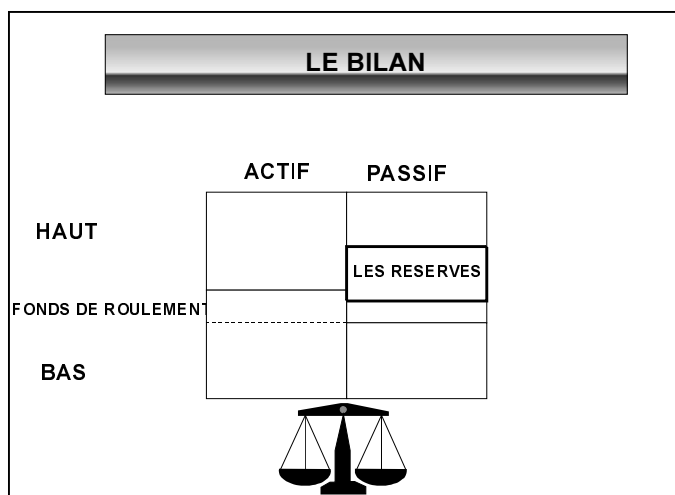 LE BILAN
ACTIF PASSIF
HAUT
LES RESERVES
FONDS DE ROULEMENT
BAS